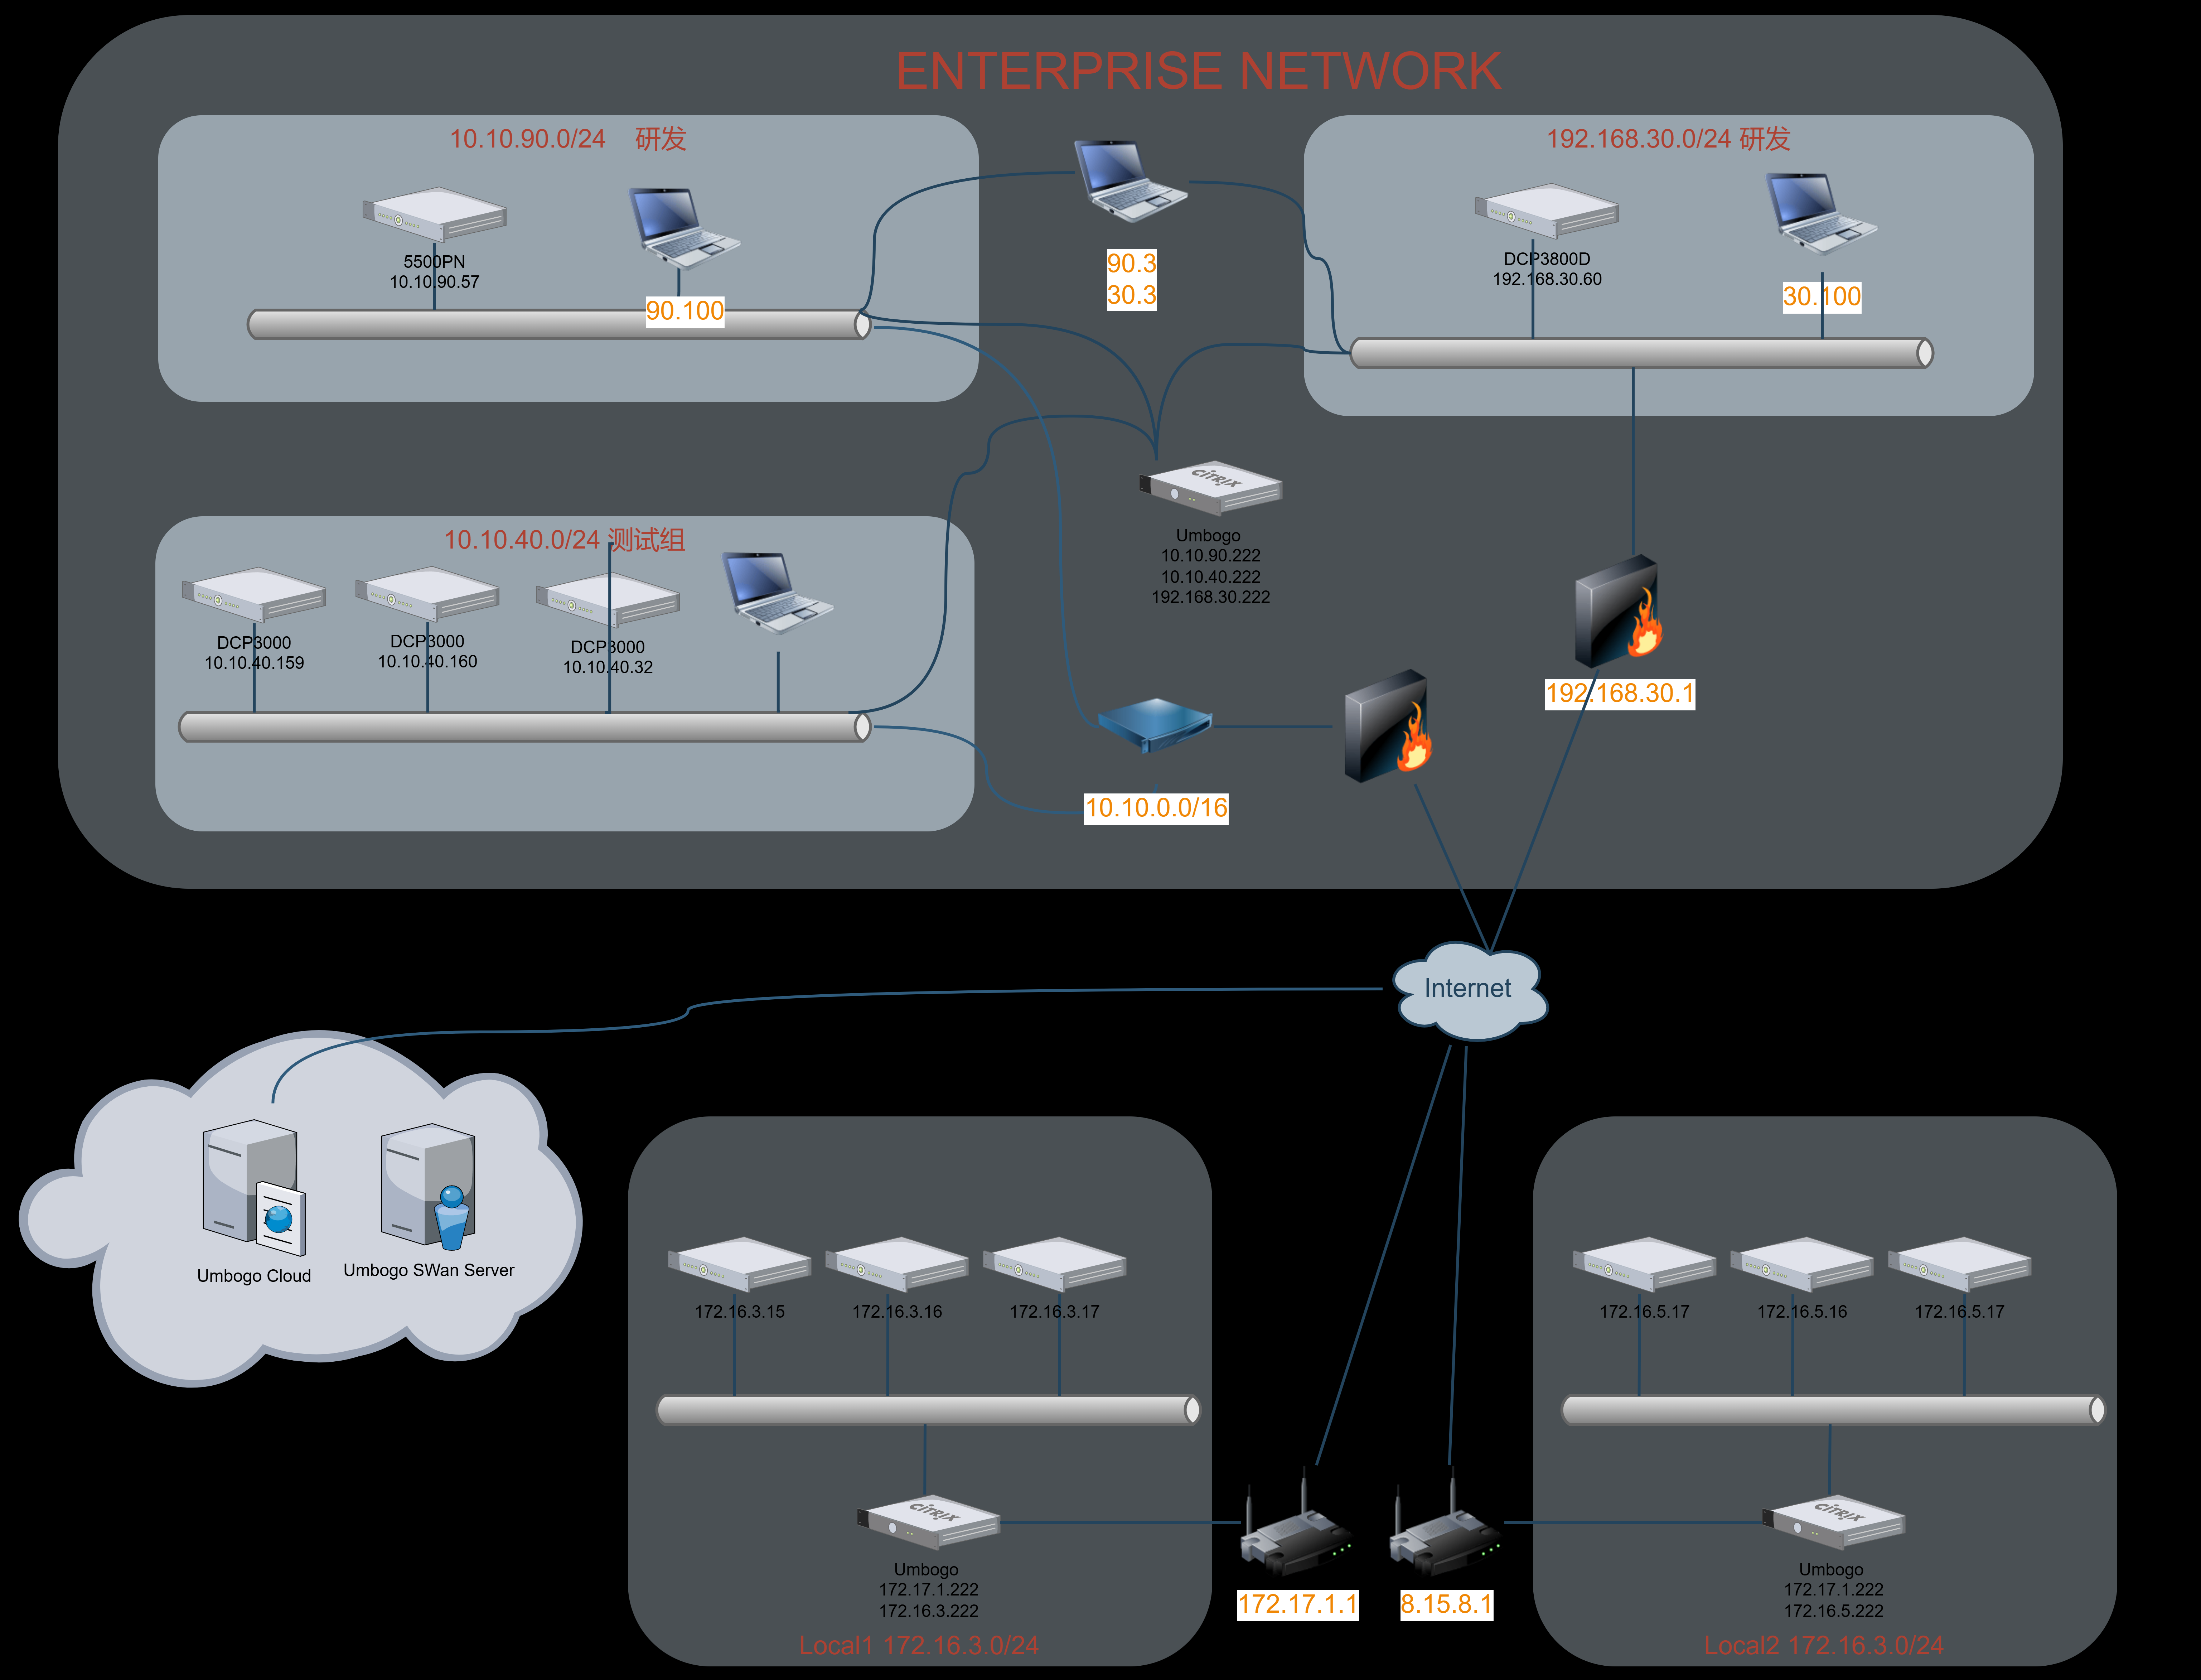 ENTERPRISE NETWORK
10.10.90.0/24 研发
5500PN
10.10.90.57
90.100
90.3
30.3
192.168.30.0/24 研发
DCP3800D
192.168.30.60
30.100
CİTRIX
Umbogo
10.10.90.222
10.10.40.222
192.168.30.222
10.10.40.0/24 测试组
DCP3000
10.10.40.159
DCP3000
10.10.40.160
DCP3000
10.10.40.32
10.10.0.0/16
192.168.30.1
Internet
Umbogo Cloud
Umbogo SWan Server
172.16.3.15
172.16.3.16
172.16.3.17
CİTRIX
Umbogo
172.17.1.222
172.16.3.222
Local1 172.16.3.0/24
172.17.1.1
8.15.8.1
172.16.5.17
172.16.5.16
172.16.5.17
CİTRIX
Umbogo
172.17.1.222
172.16.5.222
Local2 172.16.3.0/24